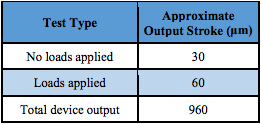 Test Type
Approximate
Output Stroke (µm)
No loads applied
30
Loads applied
60
Total device output
960